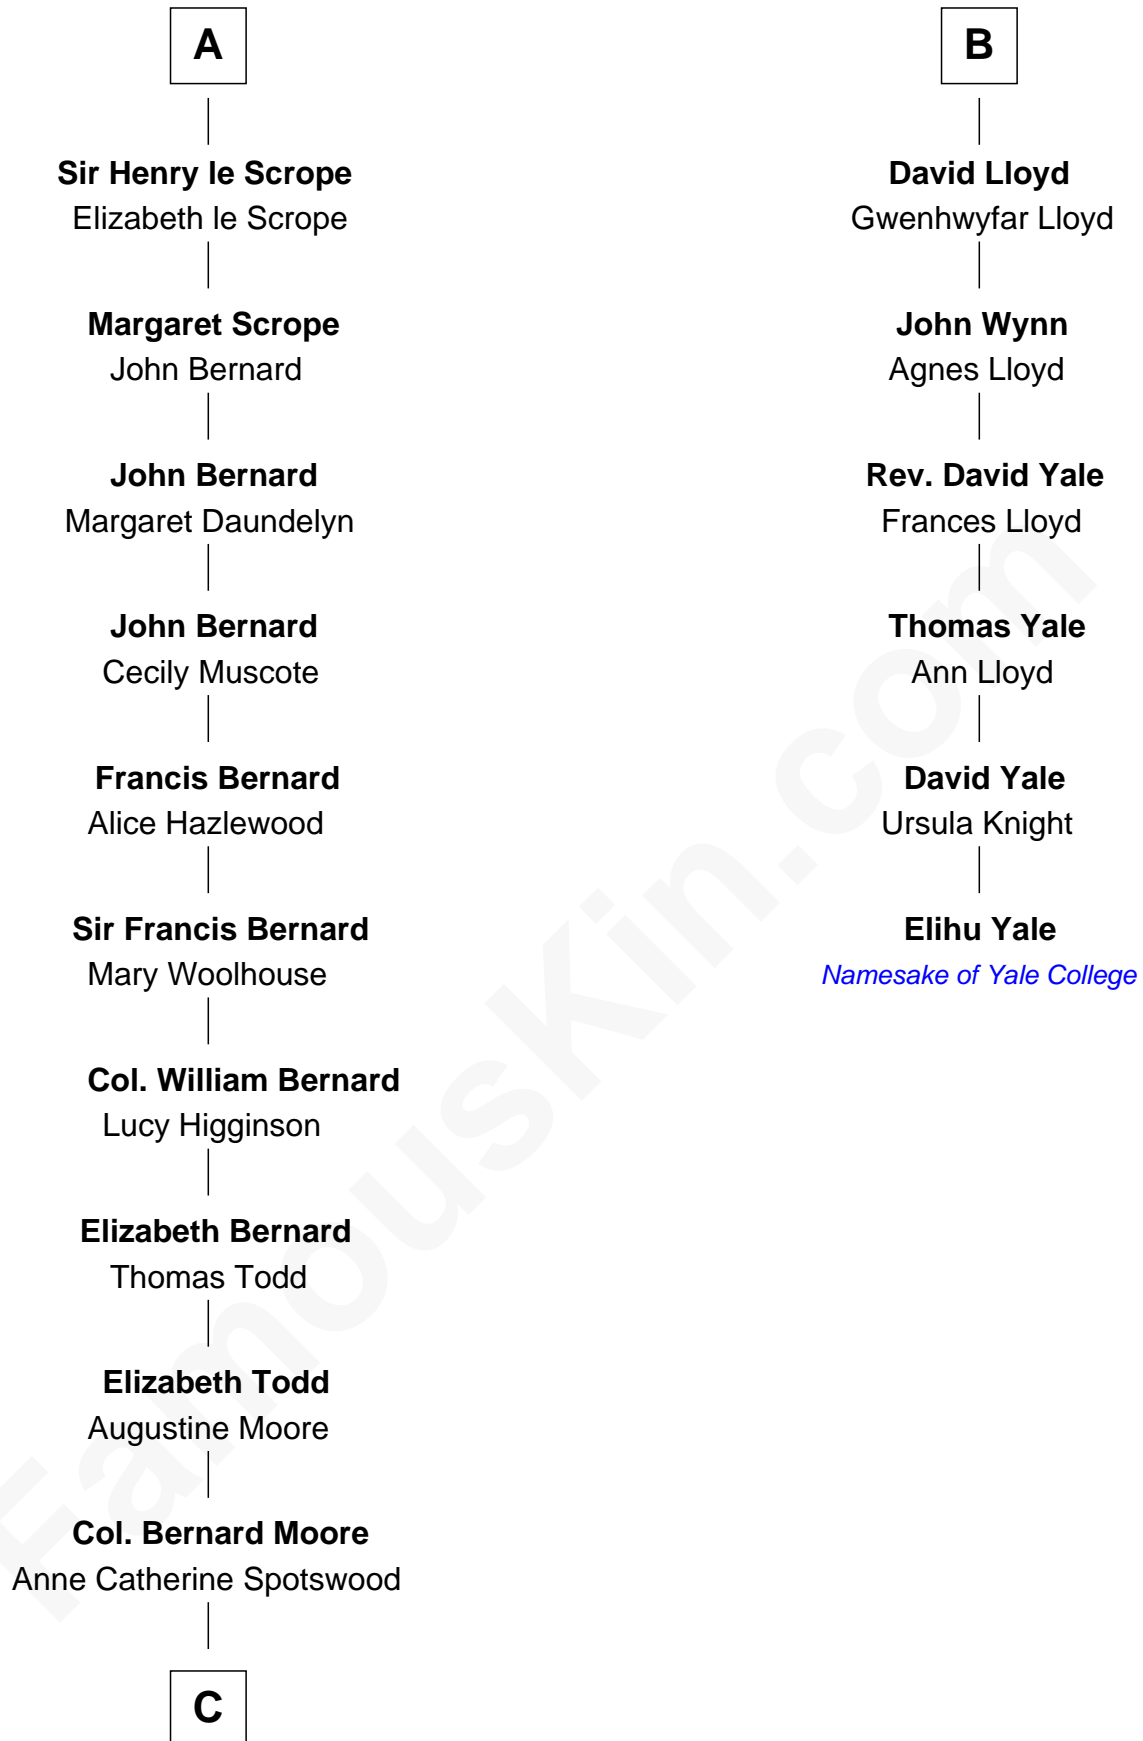 A
Sir Henry le Scrope
Elizabeth le Scrope
Margaret Scrope
John Bernard
John Bernard
Margaret Daundelyn
John Bernard
Cecily Muscote
Francis Bernard
Alice Hazlewood
Sir Francis Bernard
Mary Woolhouse
Col. William Bernard
Lucy Higginson
Elizabeth Bernard
Thomas Todd
Elizabeth Todd
Augustine Moore
Col. Bernard Moore
Anne Catherine Spotswood
C
B
David Lloyd
Gwenhwyfar Lloyd
John Wynn
Agnes Lloyd
Rev. David Yale
Frances Lloyd
Thomas Yale
Ann Lloyd
David Yale
Ursula Knight
Elihu Yale
Namesake of Yale College
FamousKin.com